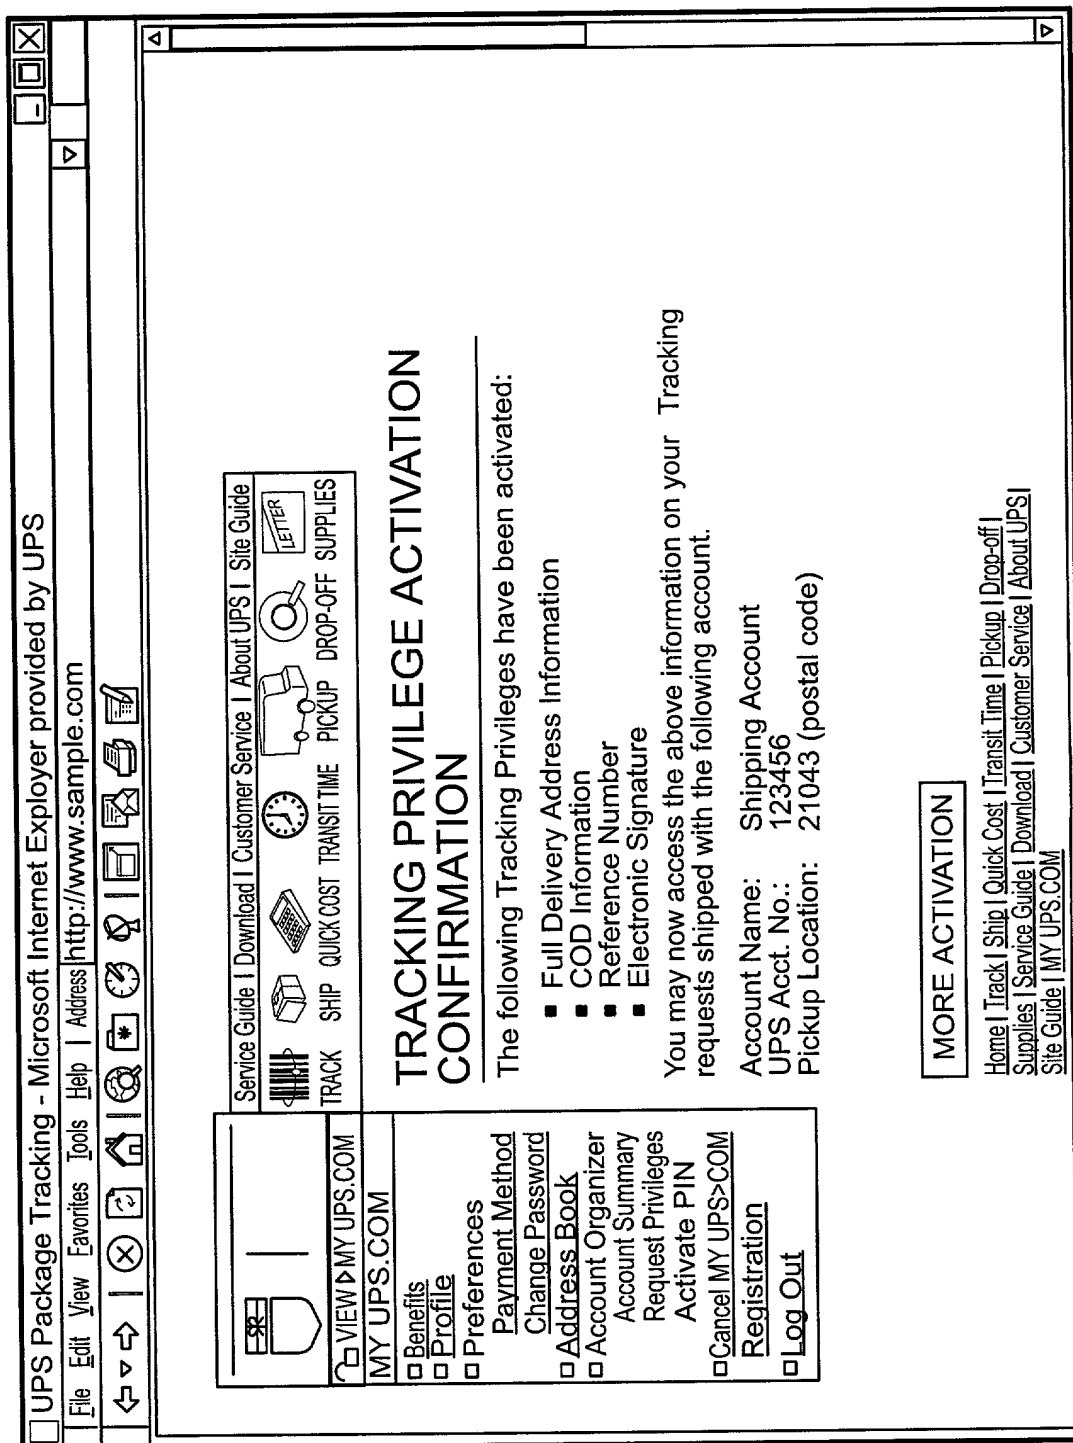 UPS Package Tracking - Microsoft Internet Exployer provided by UPS
File Edit View Favorites Tools Help | Address http://www.sample.com
Service Guide | Download | Customer Service | About UPS | Site Guide
LETTER
TRACK SHIP QUICK COST TRANSIT TIME PICKUP DROP-OFF SUPPLIES
VIEW MY UPS.COM
MY UPS.COM
Benefits
Profile
Preferences
Payment Method
Change Password
Address Book
Account Organizer
Account Summary
Request Privileges
Activate PIN
Cancel MY UPS>COM
Registration
Log Out
TRACKING PRIVILEGE ACTIVATION
CONFIRMATION
The following Tracking Privileges have been activated:
■ Full Delivery Address Information
■ COD Information
■ Reference Number
■ Electronic Signature
You may now access the above information on your Tracking
requests shipped with the following account.
Account Name: Shipping Account
UPS Acct. No.: 123456
Pickup Location: 21043 (postal code)
MORE ACTIVATION
Home | Track | Ship | Quick Cost | Transit Time | Pickup | Drop-off |
Supplies | Service Guide | Download | Customer Service | About UPS |
Site Guide | MY UPS.COM